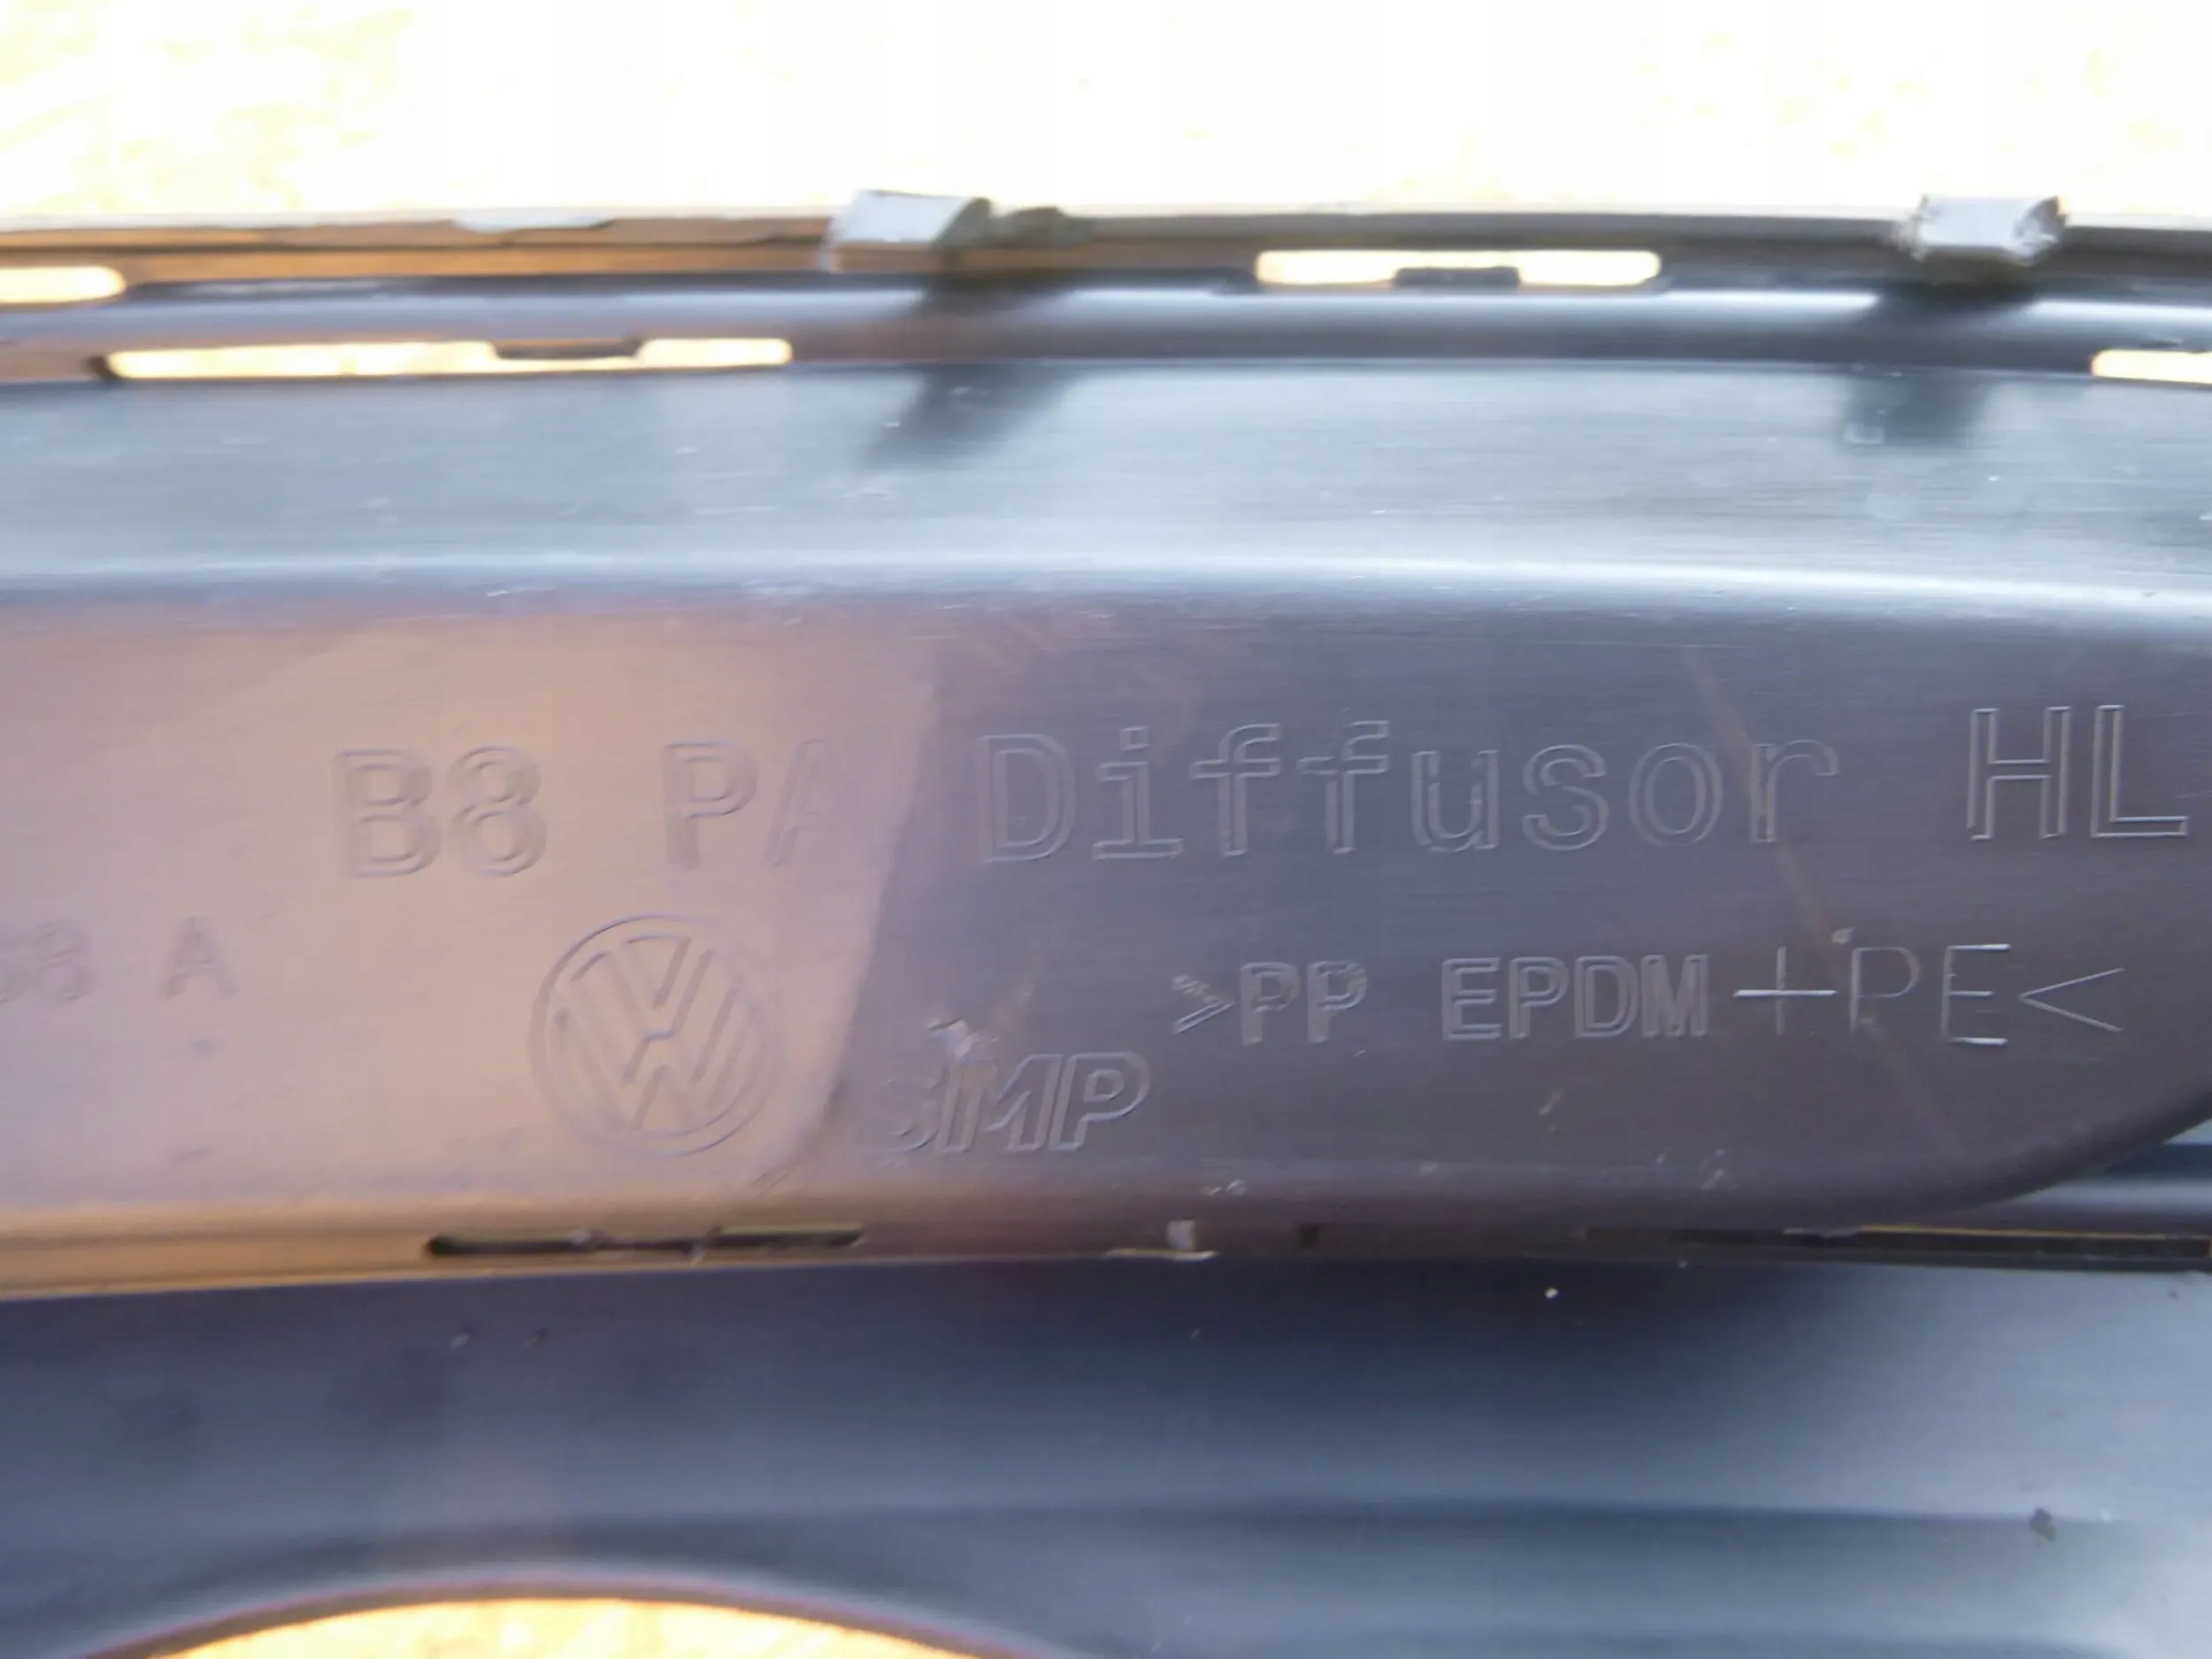 B8 PA Diffusor HL
A
>PP EPDM+PE<
SMP